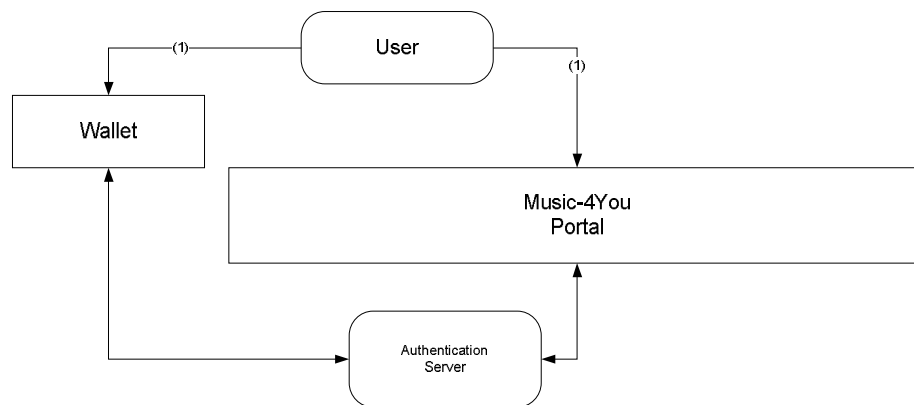 User
(1)
(1)
Wallet
Music-4You
Portal
Authentication
Server